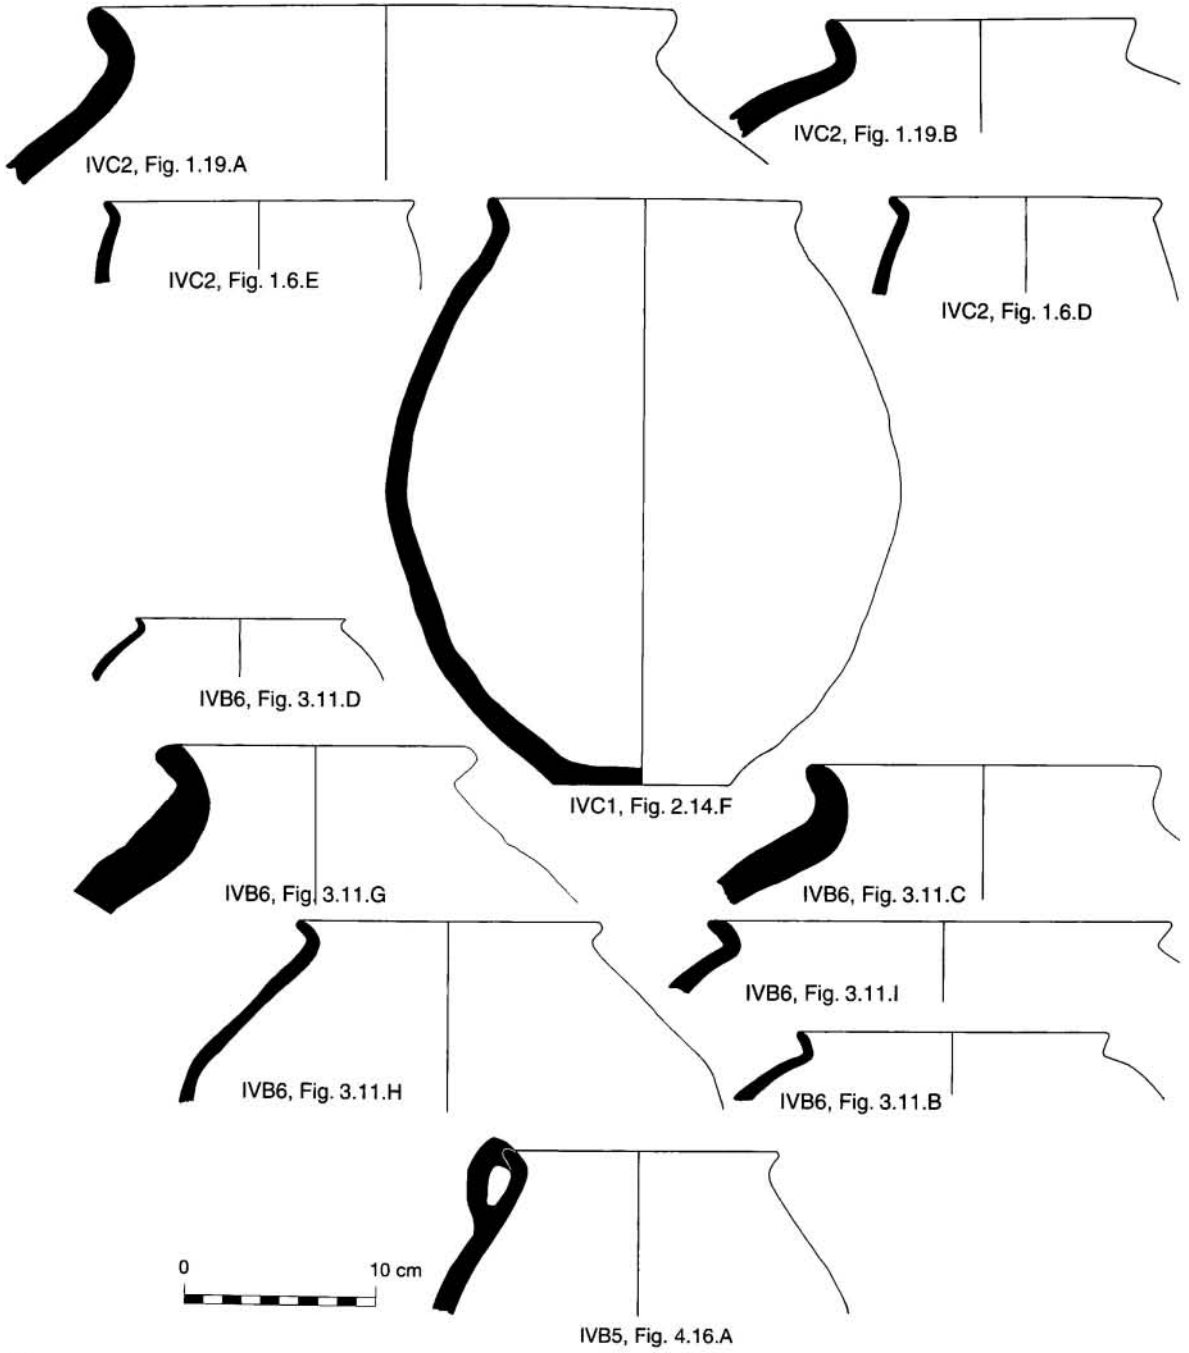 IVC2, Fig. 1.19.A
IVC2, Fig. 1.19.B
IVC2, Fig. 1.6.E
IVC2, Fig. 1.6.D
IVB6, Fig. 3.11.D
IVC1, Fig. 2.14.F
IVB6, Fig. 3.11.G
IVB6, Fig. 3.11.C
IVB6, Fig. 3.11.I
IVB6, Fig. 3.11.H
IVB6, Fig. 3.11.B
0 10 cm
IVB5, Fig. 4.16.A